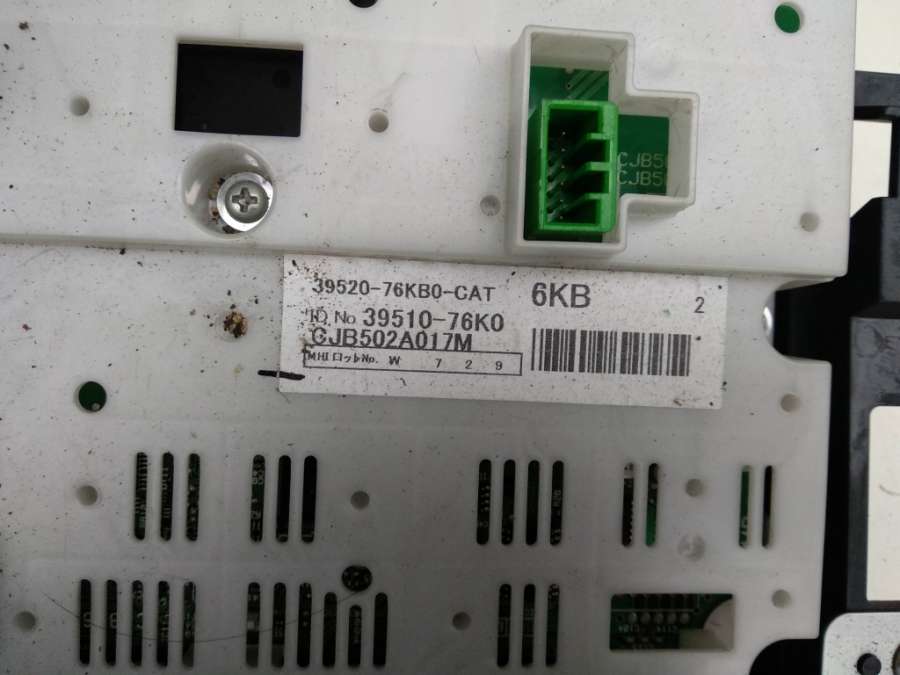 CJB5
CJB5
39520-76KB0-CAT
6KB
2
ID.No 39510-76K0
CJB502A017M
MHIロットNo. W 7 2 9